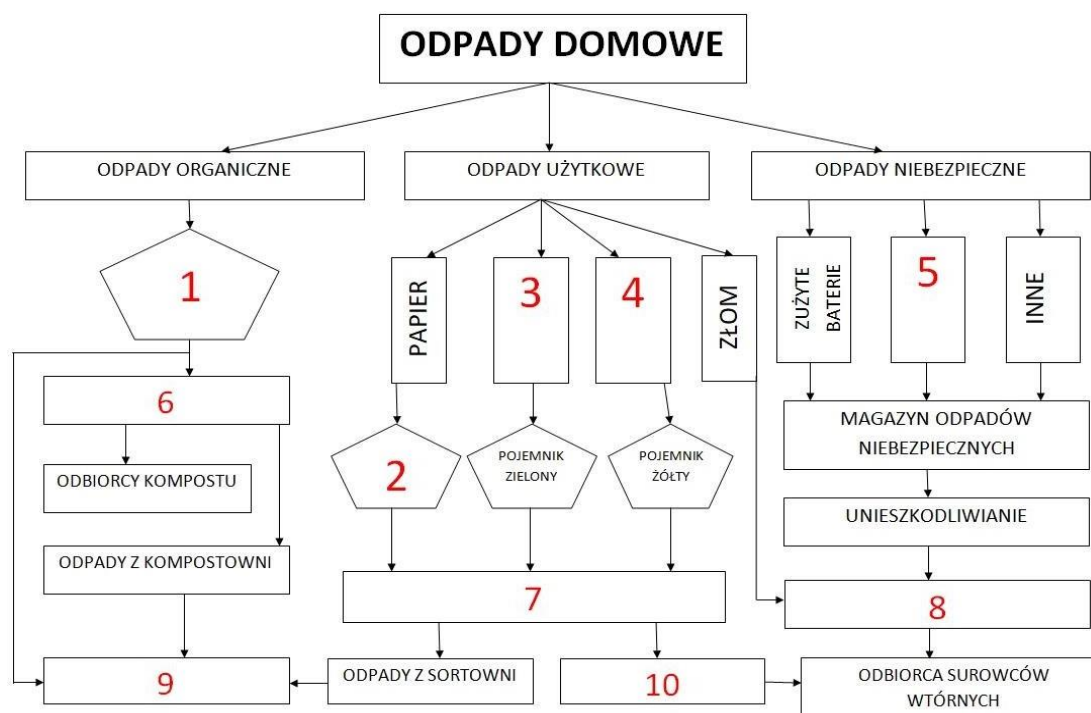 ODPADY DOMOWE
ODPADY ORGANICZNE
ODPADY UŻYTKOWE
ODPADY NIEBEZPIECZNE
1
PAPIER
3
4
ZŁOM
ZUŻYTE
BATERIE
5
INNE
6
2
POJEMNIK
ZIELONY
POJEMNIK
ŻÓŁTY
MAGAZYN ODPADÓW
NIEBEZPIECZNYCH
ODBIORCY KOMPOSTU
UNIESZKODLIWIANIE
ODPADY Z KOMPOSTOWNI
7
8
9
ODPADY Z SORTOWNI
10
ODBIORCA SUROWCÓW
WTÓRNYCH